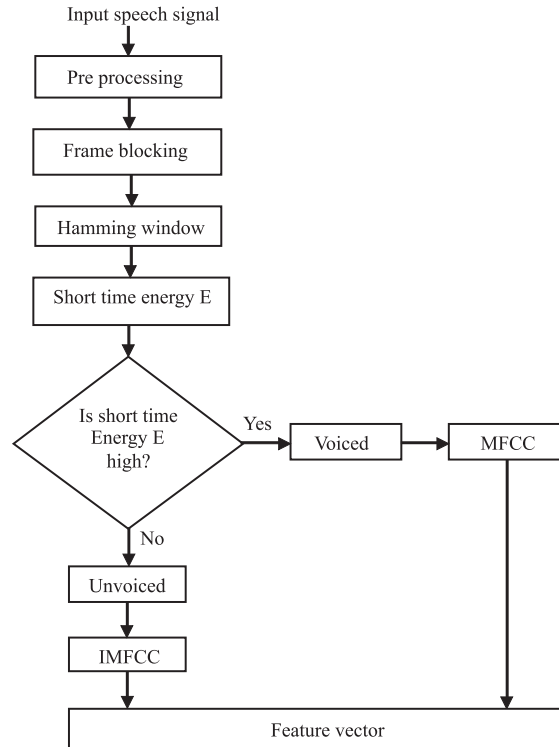 Input speech signal
Pre processing
Frame blocking
Hamming window
Short time energy E
Is short time
Energy E
high?
Yes
Voiced
MFCC
No
Unvoiced
IMFCC
Feature vector